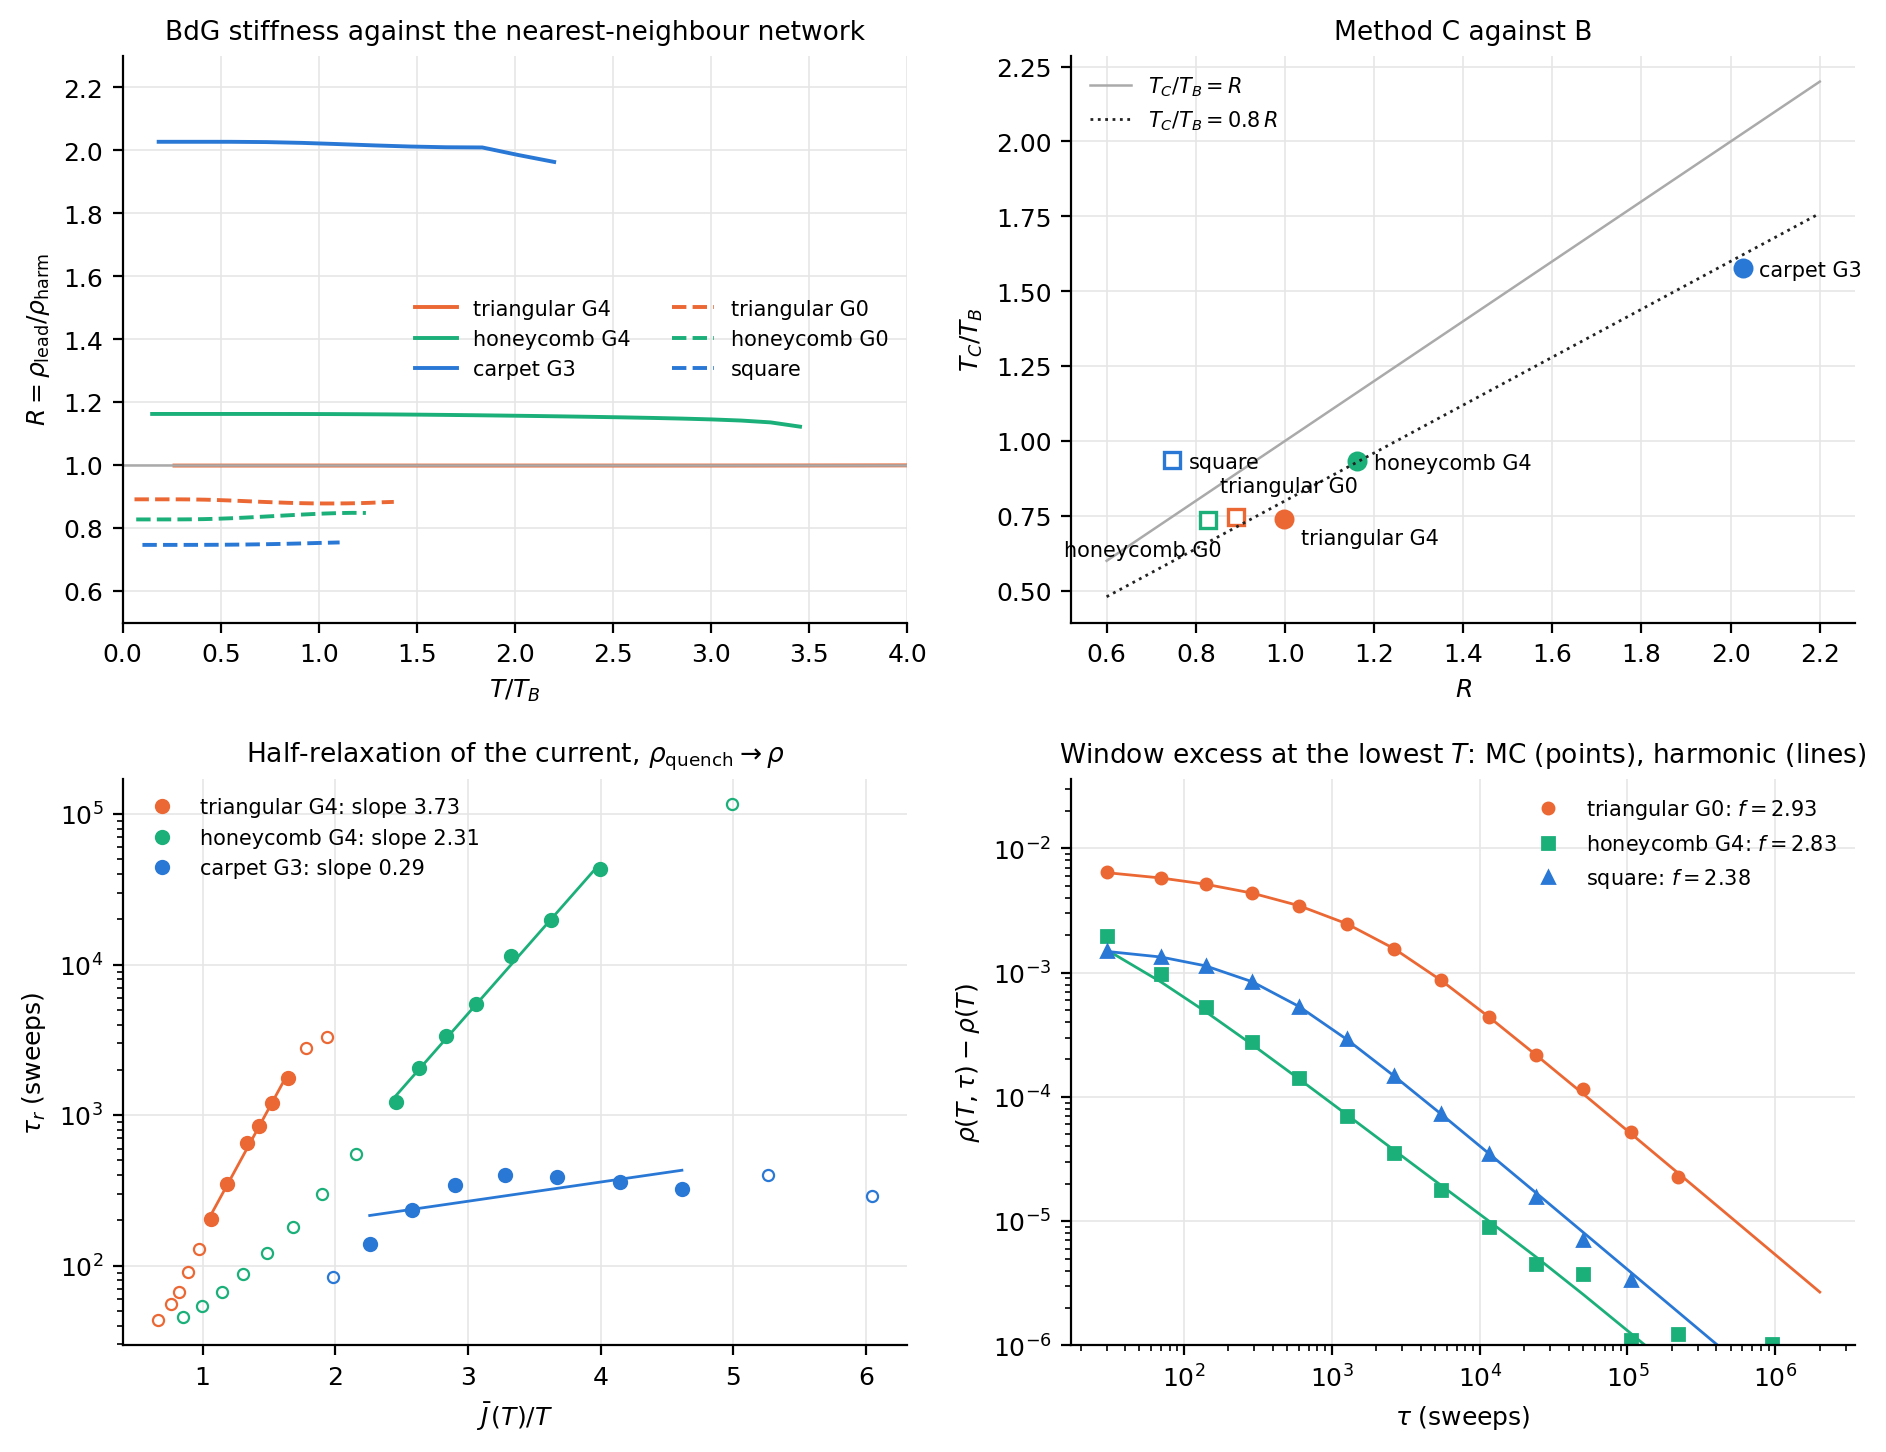 BdG stiffness against the nearest-neighbour network
R = ρlead/ρharm
2.2
2.0
1.8
1.6
1.4
1.2
1.0
0.8
0.6
triangular G4
honeycomb G4
carpet G3
triangular G0
honeycomb G0
square
0.0 0.5 1.0 1.5 2.0 2.5 3.0 3.5 4.0
T/T_B
Method C against B
T_C/T_B
2.25
2.00
1.75
1.50
1.25
1.00
0.75
0.50
T_C/T_B = R
T_C/T_B = 0.8 R
carpet G3
square
honeycomb G4
triangular G0
triangular G4
honeycomb G0
0.6 0.8 1.0 1.2 1.4 1.6 1.8 2.0 2.2
R
Half-relaxation of the current, ρquench → ρ
τ_r (sweeps)
10^5
10^4
10^3
10^2
triangular G4: slope 3.73
honeycomb G4: slope 2.31
carpet G3: slope 0.29
1 2 3 4 5 6
J̄(T)/T
Window excess at the lowest T: MC (points), harmonic (lines)
ρ(T, τ) − ρ(T)
10^−2
10^−3
10^−4
10^−5
10^−6
triangular G0: f = 2.93
honeycomb G4: f = 2.83
square: f = 2.38
10^2 10^3 10^4 10^5 10^6
τ (sweeps)